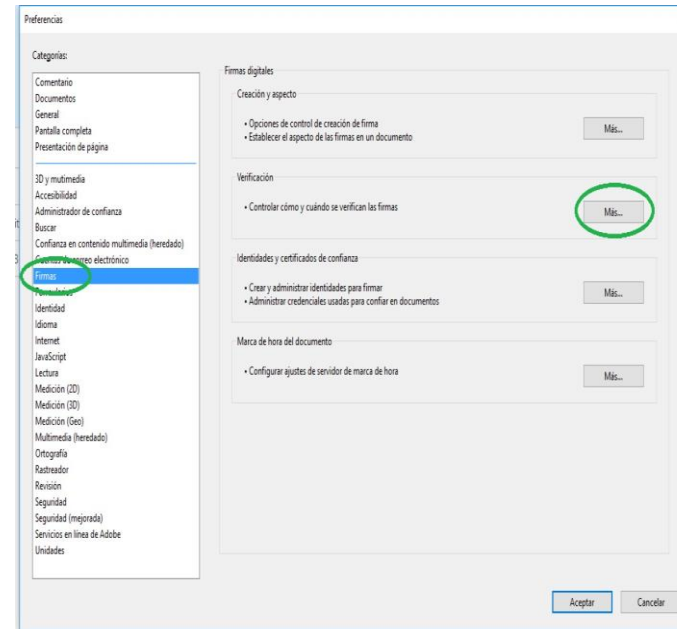 Preferencias
Categorías:
Comentario
Documentos
General
Pantalla completa
Presentación de página
3D y mutimedia
Accesibilidad
Administrador de confianza
Buscar
Confianza en contenido multimedia (heredado)
Cuentas de correo electrónico
Firmas
Formularios
Identidad
Idioma
Internet
JavaScript
Lectura
Medición (2D)
Medición (3D)
Medición (Geo)
Multimedia (heredado)
Ortografía
Rastreador
Revisión
Seguridad
Seguridad (mejorada)
Servicios en línea de Adobe
Unidades
Firmas digitales
Creación y aspecto
• Opciones de control de creación de firma
• Establecer el aspecto de las firmas en un documento
Más...
Verificación
• Controlar cómo y cuándo se verifican las firmas
Más...
Identidades y certificados de confianza
• Crear y administrar identidades para firmar
• Administrar credenciales usadas para confiar en documentos
Más...
Marca de hora del documento
• Configurar ajustes de servidor de marca de hora
Más...
Aceptar
Cancelar